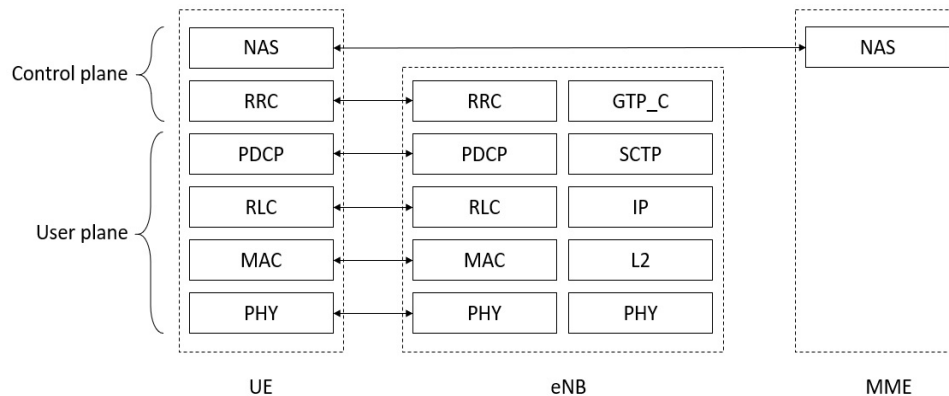 NAS
NAS
Control plane
RRC
RRC
GTP_C
PDCP
PDCP
SCTP
RLC
RLC
IP
User plane
MAC
MAC
L2
PHY
PHY
PHY
UE
eNB
MME